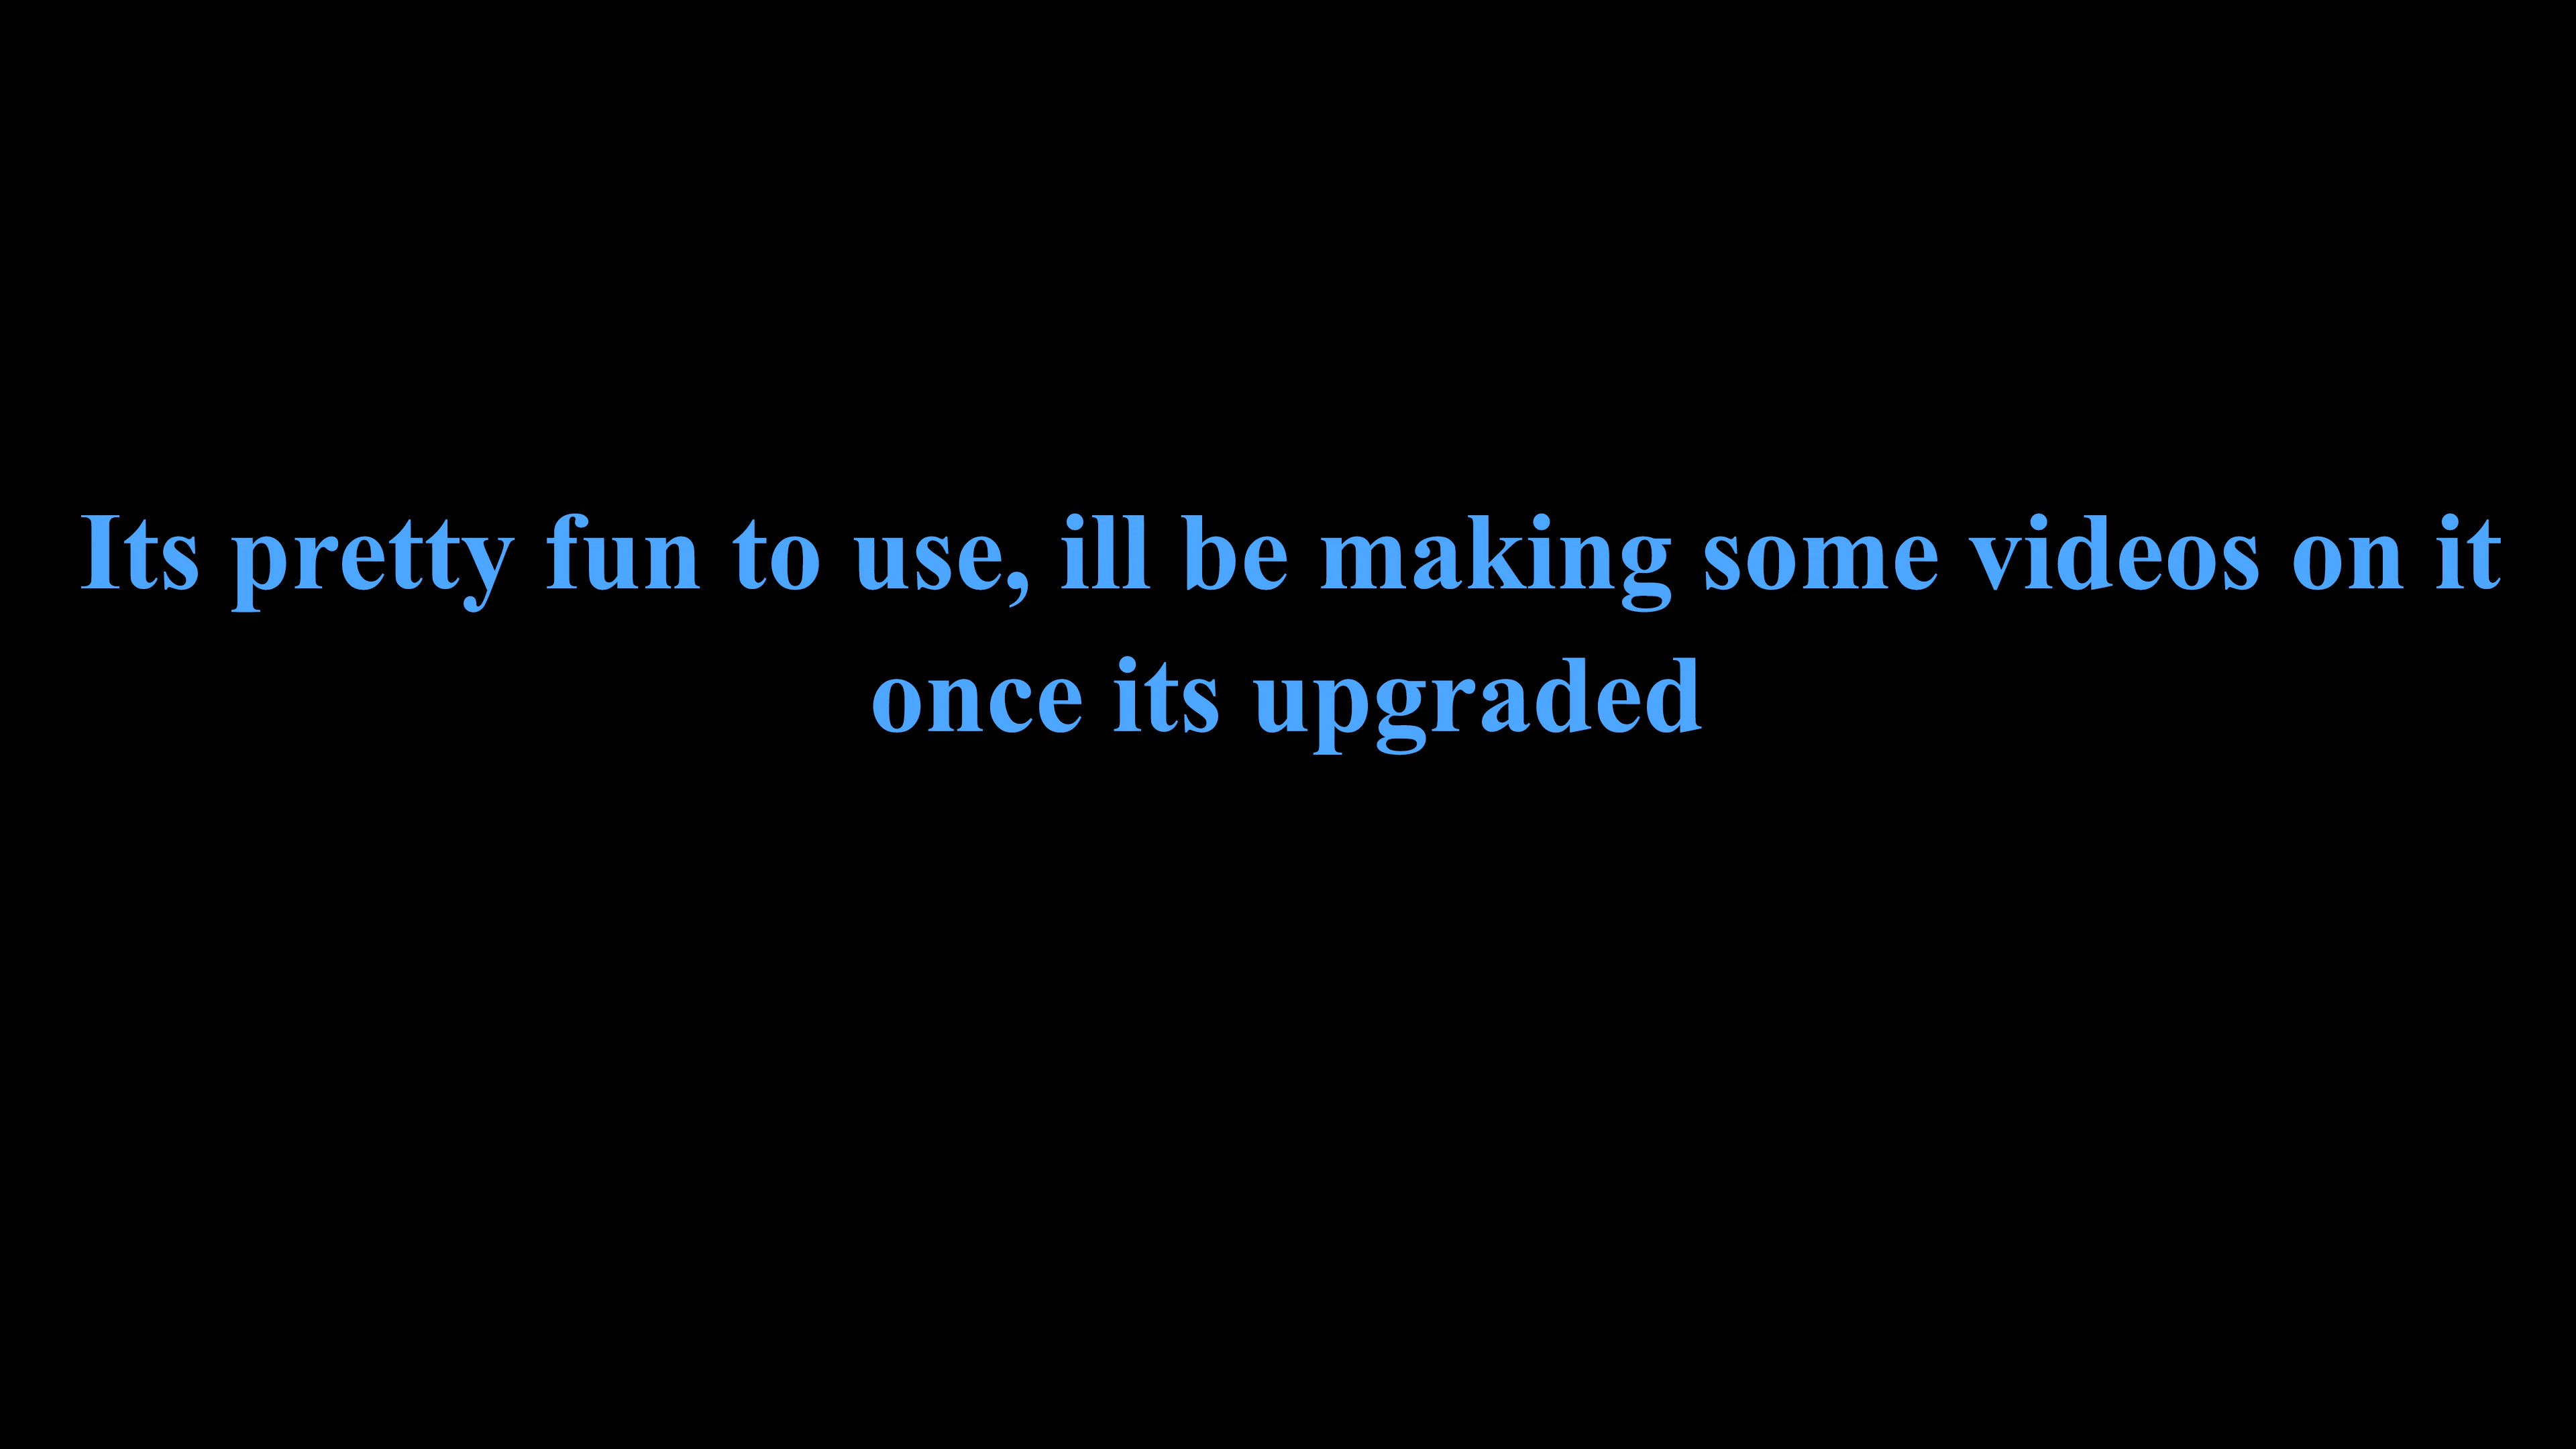 Its pretty fun to use, ill be making some videos on it
once its upgraded